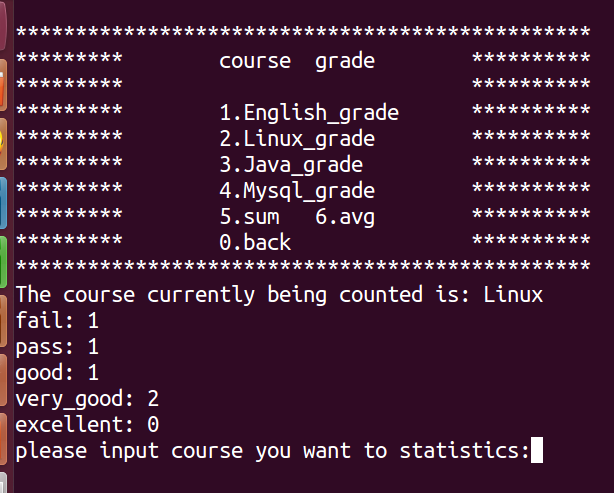 ************************************************
********* course grade **********
********* **********
********* 1.English_grade **********
********* 2.Linux_grade **********
********* 3.Java_grade **********
********* 4.Mysql_grade **********
********* 5.sum 6.avg **********
********* 0.back **********
************************************************
The course currently being counted is: Linux
fail: 1
pass: 1
good: 1
very_good: 2
excellent: 0
please input course you want to statistics: